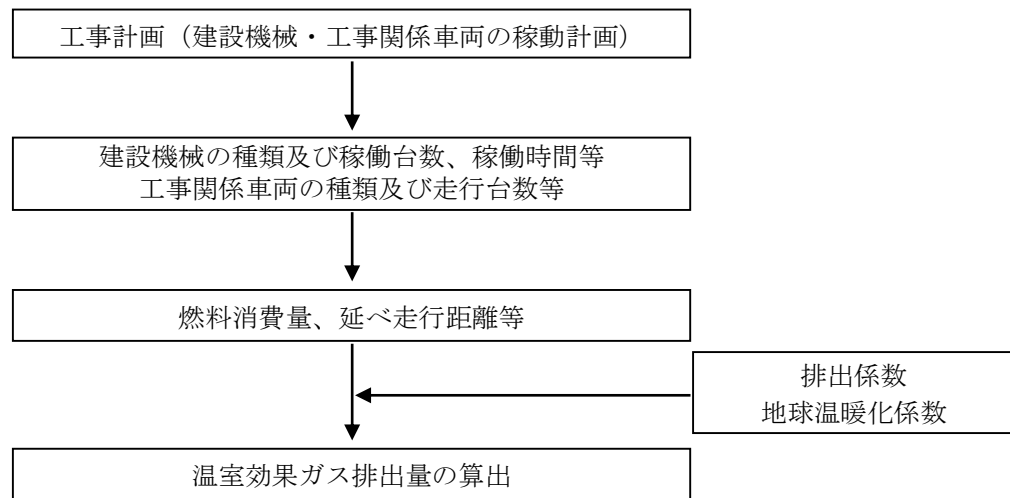 工事計画（建設機械・工事関係車両の稼動計画）
建設機械の種類及び稼働台数、稼働時間等
工事関係車両の種類及び走行台数等
燃料消費量、延べ走行距離等
排出係数
地球温暖化係数
温室効果ガス排出量の算出